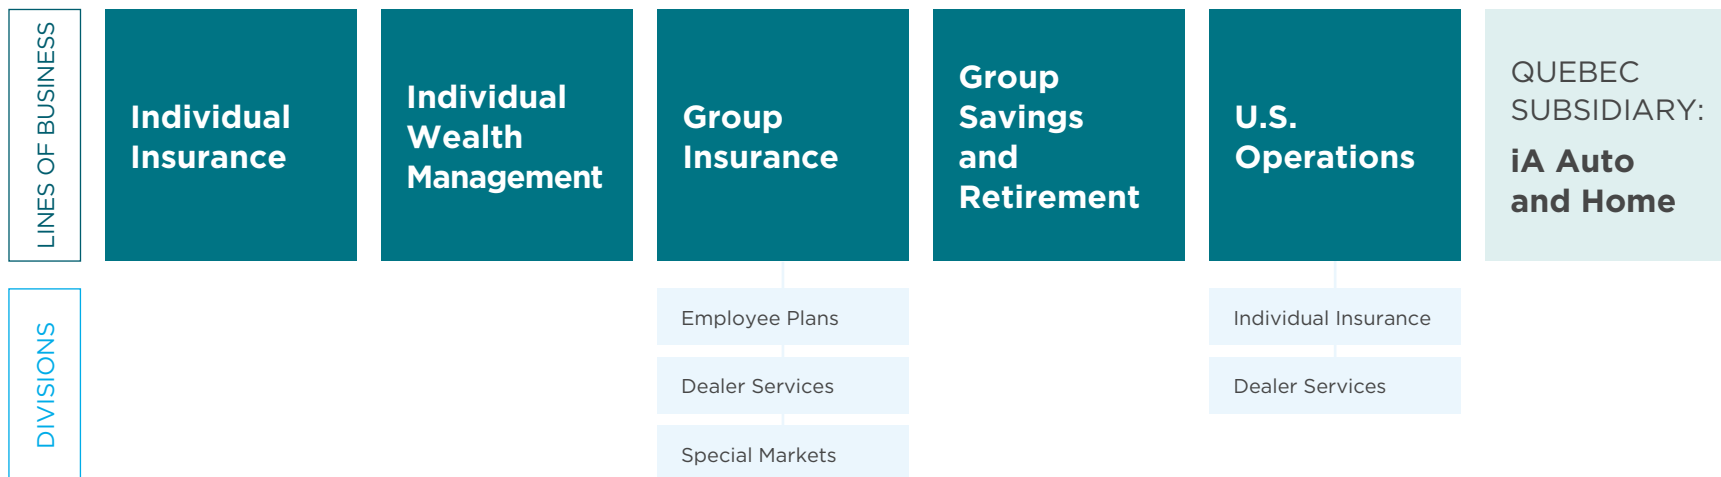 LINES OF BUSINESS
Individual
Insurance
Individual
Wealth
Management
Group
Insurance
Group
Savings
and
Retirement
U.S.
Operations
QUEBEC
SUBSIDIARY:
iA Auto
and Home
DIVISIONS
Employee Plans
Dealer Services
Special Markets
Individual Insurance
Dealer Services